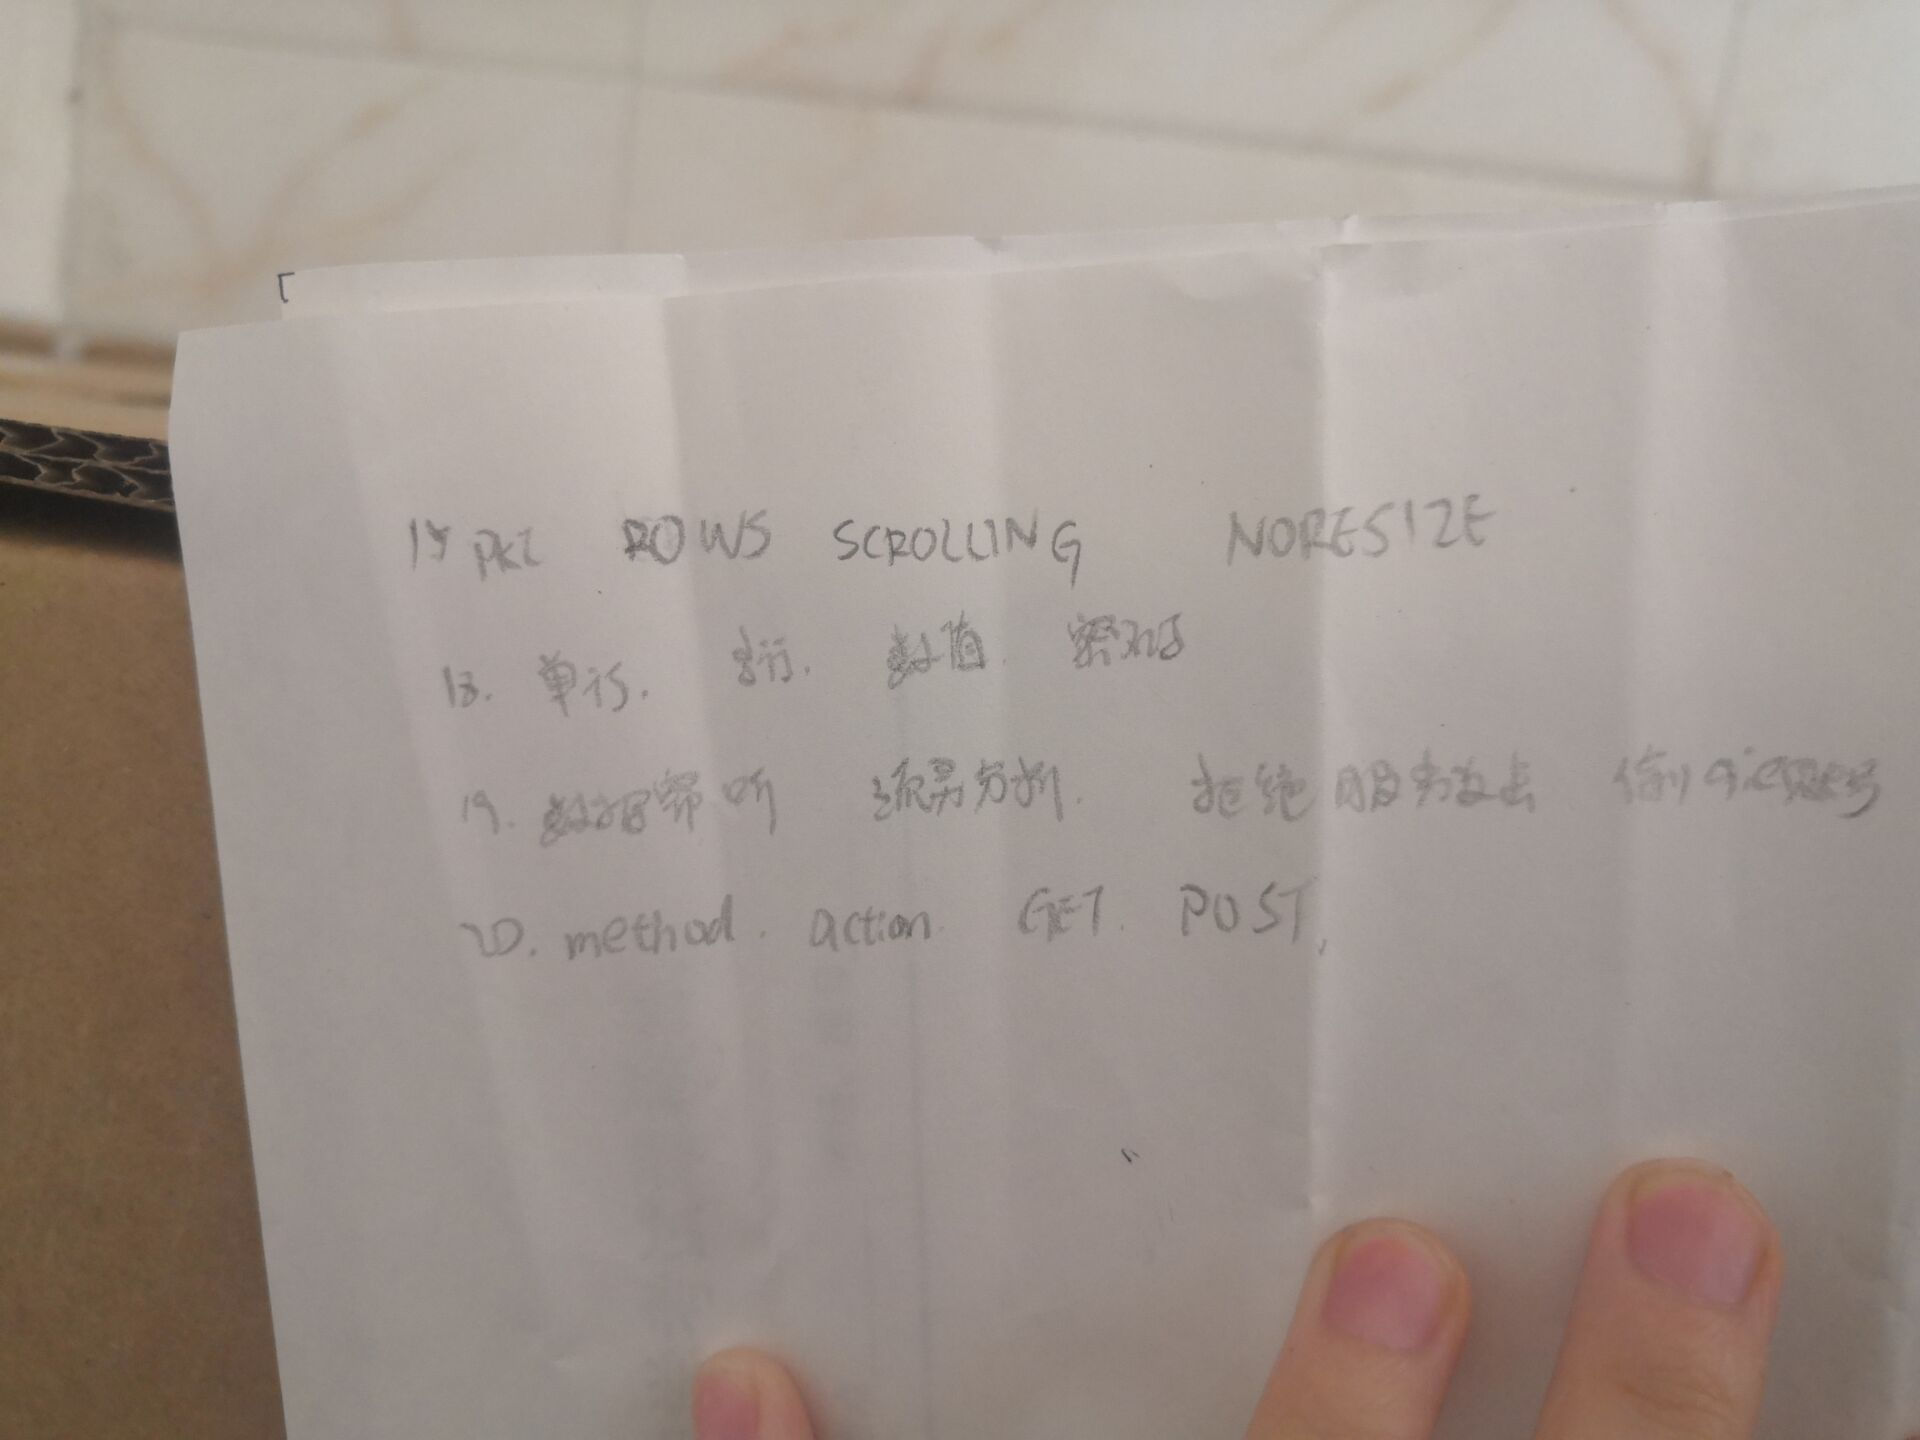 ROWS SCROLLING NORESIZE
18. 单行. 多行. 数值. 密码
19. 数据窃听 流量分析. 拒绝服务攻击
20. method. action. GET. POST.